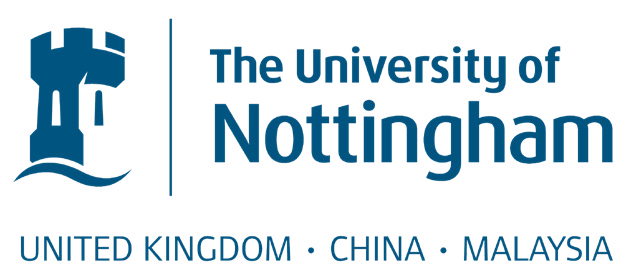 The University of
Nottingham
UNITED KINGDOM · CHINA · MALAYSIA